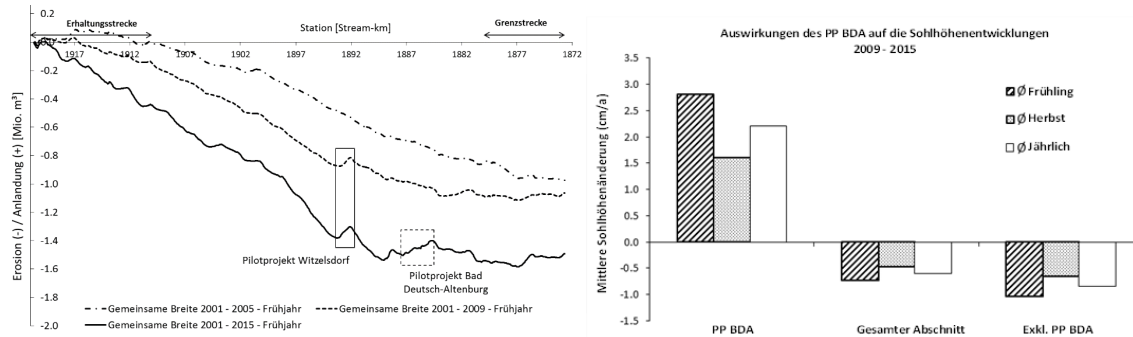 Erhaltungsstrecke
Station [Stream-km]
Grenzstrecke
Erosion (-) / Anlandung (+) [Mio. m³]
+ 0.2
+ 0.0
-0.2
-0.4
-0.6
-0.8
-1.0
-1.2
-1.4
-1.6
-1.8
-2.0
1917
1912
1907
1902
1897
1892
1887
1882
1877
1872
Pilotprojekt Witzelsdorf
Pilotprojekt Bad
Deutsch-Altenburg
Gemeinsame Breite 2001 - 2005 - Frühjahr
Gemeinsame Breite 2001 - 2009 - Frühjahr
Gemeinsame Breite 2001 - 2015 - Frühjahr
Auswirkungen des PP BDA auf die Sohlhöhenentwicklungen
2009 - 2015
Mittlere Sohlhöhenänderung (cm/a)
3.5
3.0
2.5
2.0
1.5
1.0
0.5
0.0
-0.5
-1.0
-1.5
Ø Frühling
Ø Herbst
Ø Jährlich
PP BDA
Gesamter Abschnitt
Exkl. PP BDA